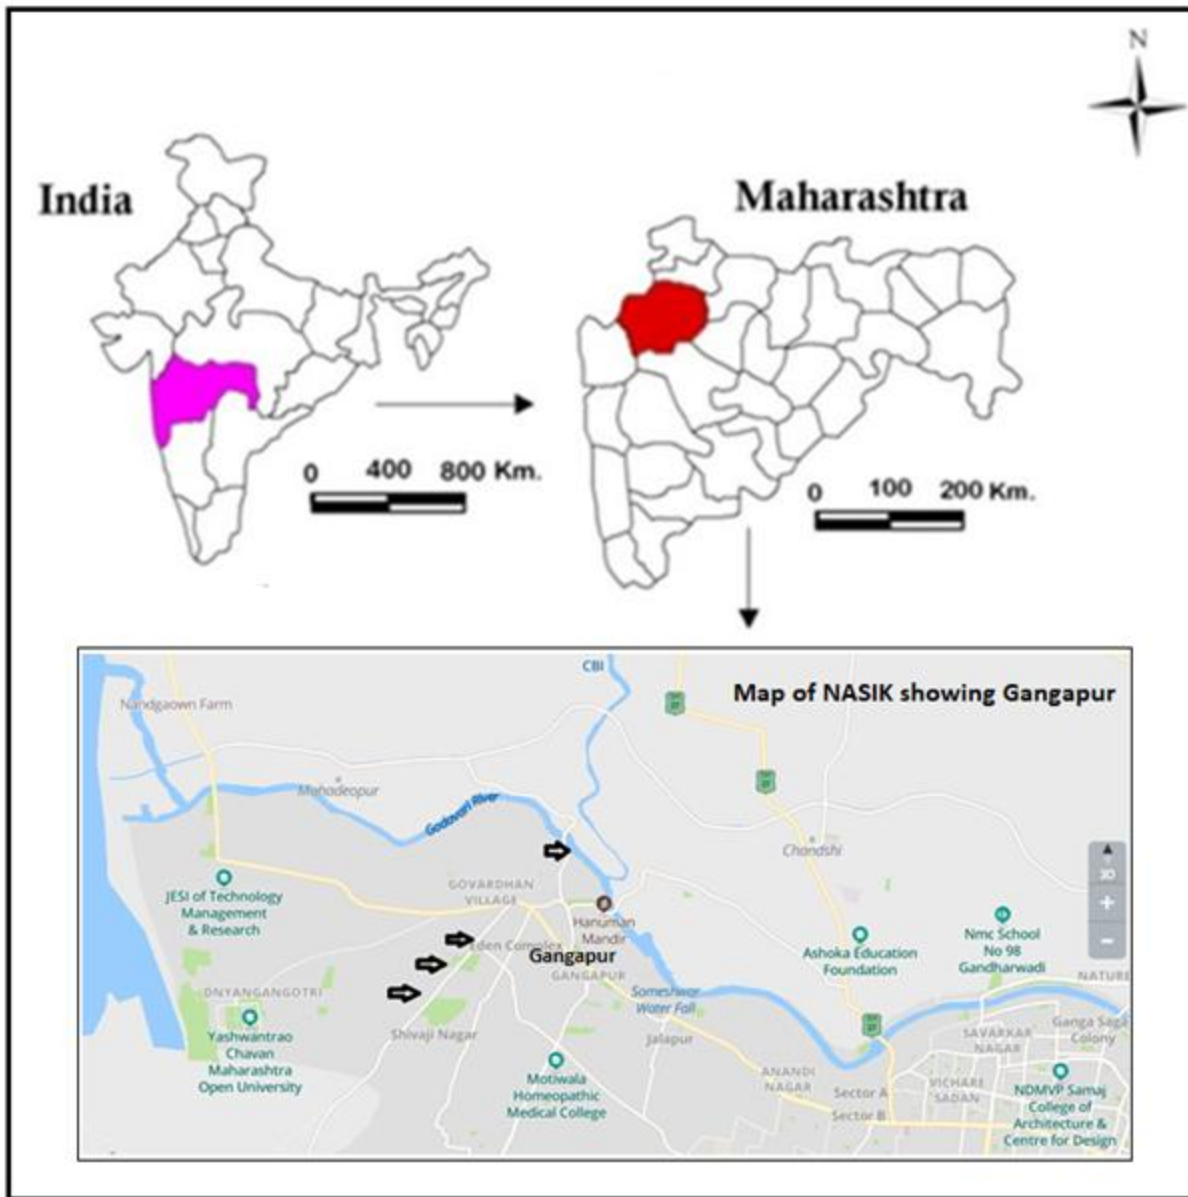 N
India
Maharashtra
0 400 800 Km.
0 100 200 Km.
CBI
Map of NASIK showing Gangapur
Nandgaown Farm
Mahadeopur
Godavari River
Chandshi
3D
+
−
JESI of Technology
Management
& Research
GOVARDHAN
VILLAGE
Hanuman
Mandir
Eden Complex
Gangapur
GANGAPUR
Ashoka Education
Foundation
Nmc School
No 98
Gandharwadi
NATURE
DNYANGANGOTRI
Someshwar
Water Fall
Yashwantrao
Chavan
Maharashtra
Open University
Shivaji Nagar
Jalapur
Motiwala
Homeopathic
Medical College
ANANDI
NAGAR
Sector A
Sector B
SAVARKAR
NAGAR
Ganga Saga
Colony
VICHARE
SADAN
NDMVP Samaj
College of
Architecture &
Centre for Design